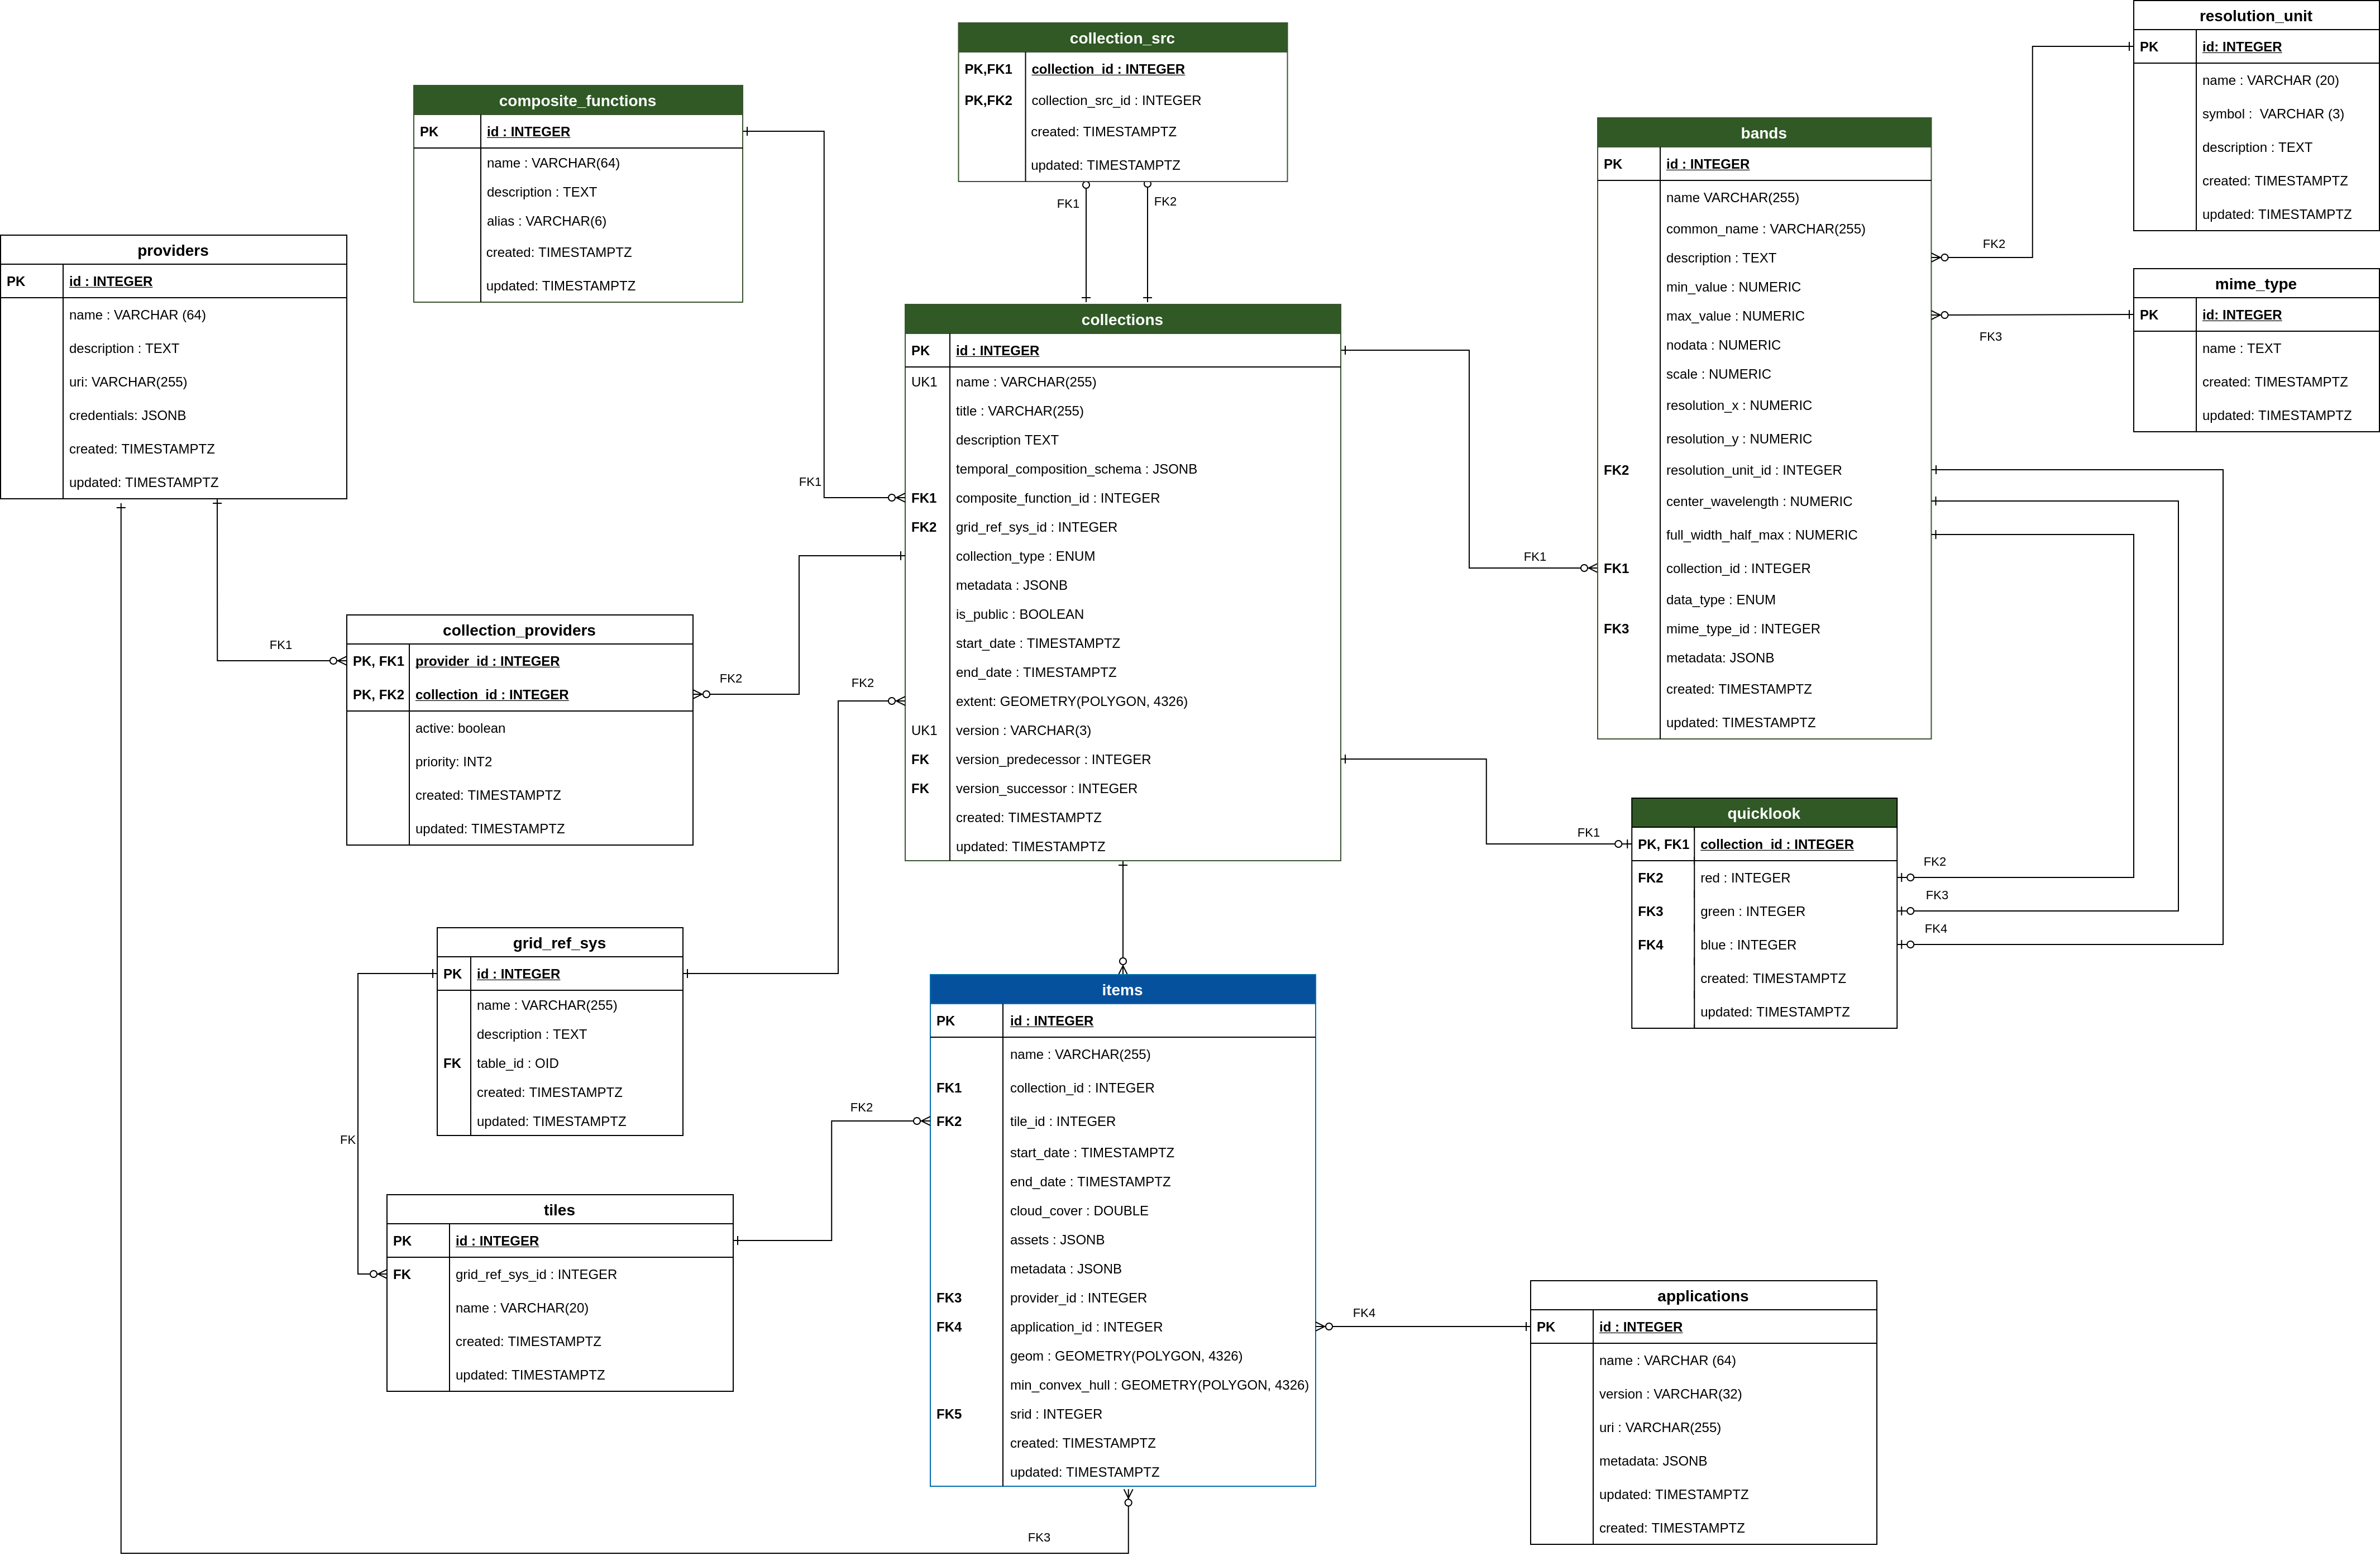 collection_src
PK,FK1 collection_id : INTEGER
PK,FK2 collection_src_id : INTEGER
created: TIMESTAMPTZ
updated: TIMESTAMPTZ
FK1
FK2
composite_functions
PK id : INTEGER
name : VARCHAR(64)
description : TEXT
alias : VARCHAR(6)
created: TIMESTAMPTZ
updated: TIMESTAMPTZ
FK1
providers
PK id : INTEGER
name : VARCHAR (64)
description : TEXT
uri: VARCHAR(255)
credentials: JSONB
created: TIMESTAMPTZ
updated: TIMESTAMPTZ
FK1
collections
PK id : INTEGER
UK1 name : VARCHAR(255)
title : VARCHAR(255)
description TEXT
temporal_composition_schema : JSONB
FK1 composite_function_id : INTEGER
FK2 grid_ref_sys_id : INTEGER
collection_type : ENUM
metadata : JSONB
is_public : BOOLEAN
start_date : TIMESTAMPTZ
end_date : TIMESTAMPTZ
extent: GEOMETRY(POLYGON, 4326)
UK1 version : VARCHAR(3)
FK version_predecessor : INTEGER
FK version_successor : INTEGER
created: TIMESTAMPTZ
updated: TIMESTAMPTZ
bands
PK id : INTEGER
name VARCHAR(255)
common_name : VARCHAR(255)
description : TEXT
min_value : NUMERIC
max_value : NUMERIC
nodata : NUMERIC
scale : NUMERIC
resolution_x : NUMERIC
resolution_y : NUMERIC
FK2 resolution_unit_id : INTEGER
center_wavelength : NUMERIC
full_width_half_max : NUMERIC
FK1 collection_id : INTEGER
data_type : ENUM
FK3 mime_type_id : INTEGER
metadata: JSONB
created: TIMESTAMPTZ
updated: TIMESTAMPTZ
FK1
FK2
FK3
resolution_unit
PK id: INTEGER
name : VARCHAR (20)
symbol :  VARCHAR (3)
description : TEXT
created: TIMESTAMPTZ
updated: TIMESTAMPTZ
mime_type
PK id: INTEGER
name : TEXT
created: TIMESTAMPTZ
updated: TIMESTAMPTZ
collection_providers
PK, FK1 provider_id : INTEGER
PK, FK2 collection_id : INTEGER
active: boolean
priority: INT2
created: TIMESTAMPTZ
updated: TIMESTAMPTZ
FK2
FK2
quicklook
PK, FK1 collection_id : INTEGER
FK2 red : INTEGER
FK3 green : INTEGER
FK4 blue : INTEGER
created: TIMESTAMPTZ
updated: TIMESTAMPTZ
FK1
FK2
FK3
FK4
grid_ref_sys
PK id : INTEGER
name : VARCHAR(255)
description : TEXT
FK table_id : OID
created: TIMESTAMPTZ
updated: TIMESTAMPTZ
FK
tiles
PK id : INTEGER
FK grid_ref_sys_id : INTEGER
name : VARCHAR(20)
created: TIMESTAMPTZ
updated: TIMESTAMPTZ
FK2
items
PK id : INTEGER
name : VARCHAR(255)
FK1 collection_id : INTEGER
FK2 tile_id : INTEGER
start_date : TIMESTAMPTZ
end_date : TIMESTAMPTZ
cloud_cover : DOUBLE
assets : JSONB
metadata : JSONB
FK3 provider_id : INTEGER
FK4 application_id : INTEGER
geom : GEOMETRY(POLYGON, 4326)
min_convex_hull : GEOMETRY(POLYGON, 4326)
FK5 srid : INTEGER
created: TIMESTAMPTZ
updated: TIMESTAMPTZ
FK3
FK4
applications
PK id : INTEGER
name : VARCHAR (64)
version : VARCHAR(32)
uri : VARCHAR(255)
metadata: JSONB
updated: TIMESTAMPTZ
created: TIMESTAMPTZ